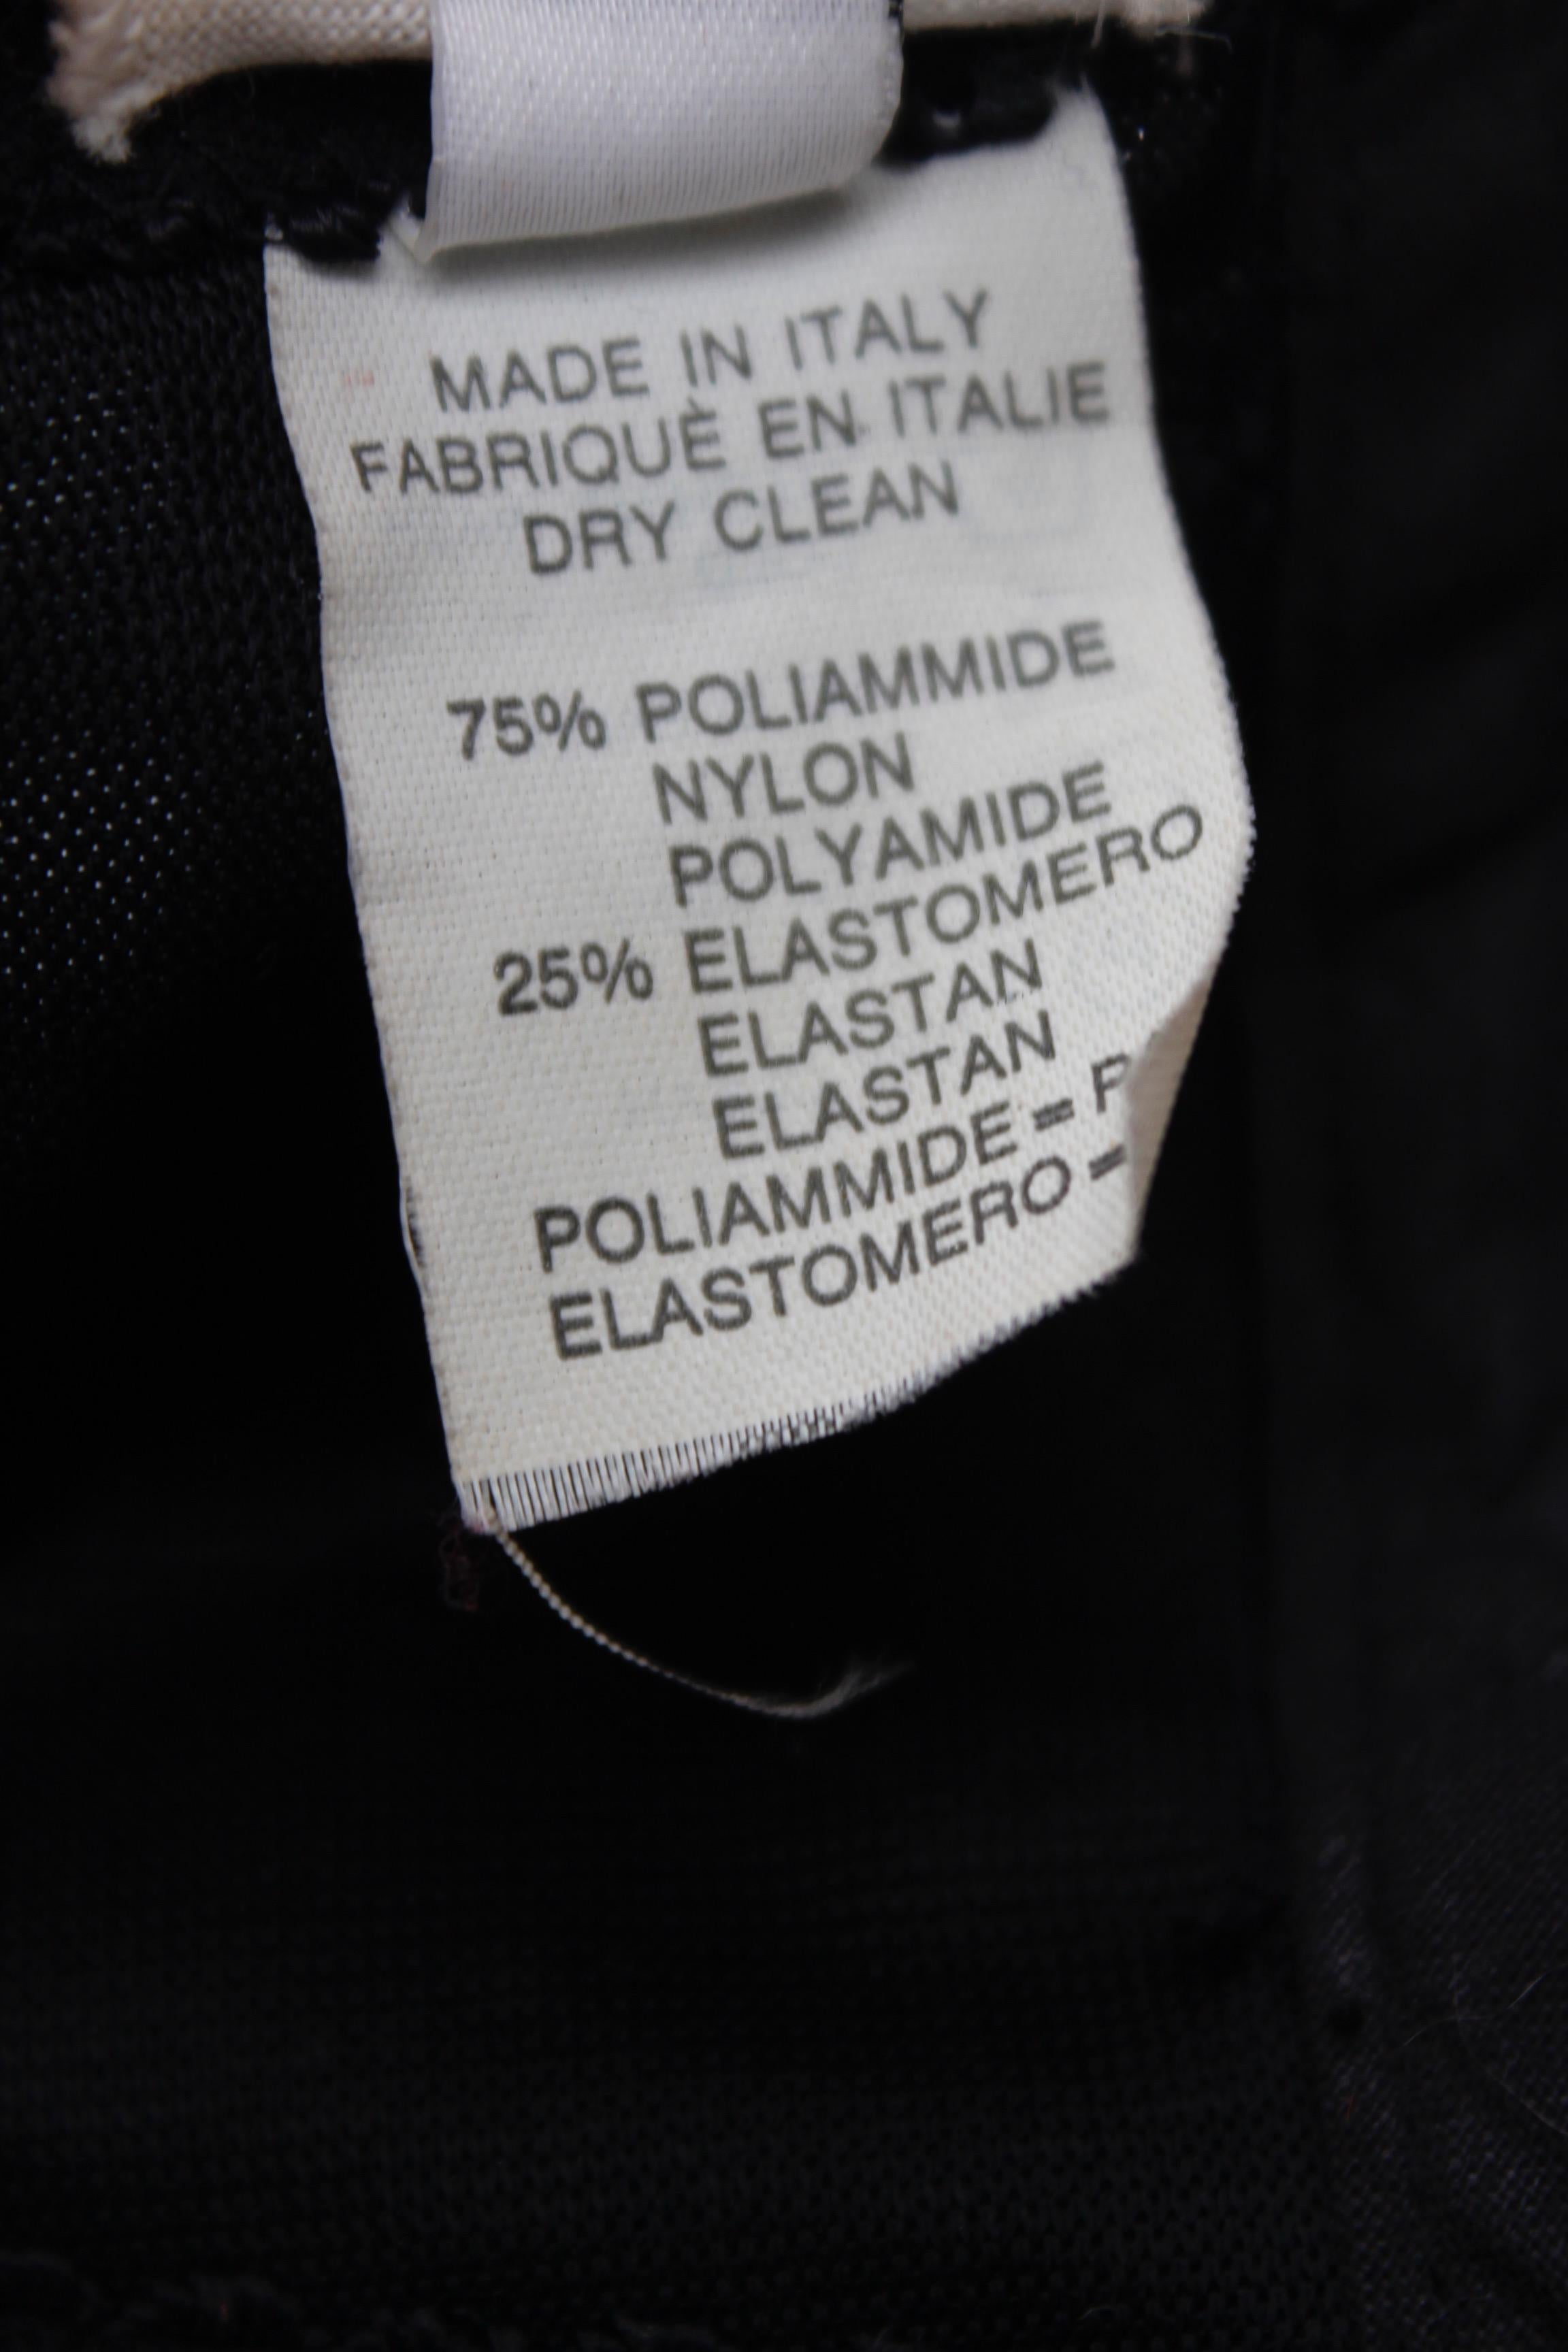 MADE IN ITALY
FABRIQUÈ EN ITALIE
DRY CLEAN
75% POLIAMMIDE
NYLON
POLYAMIDE
25% ELASTOMERO
ELASTAN
ELASTAN
POLIAMMIDE = P
ELASTOMERO =